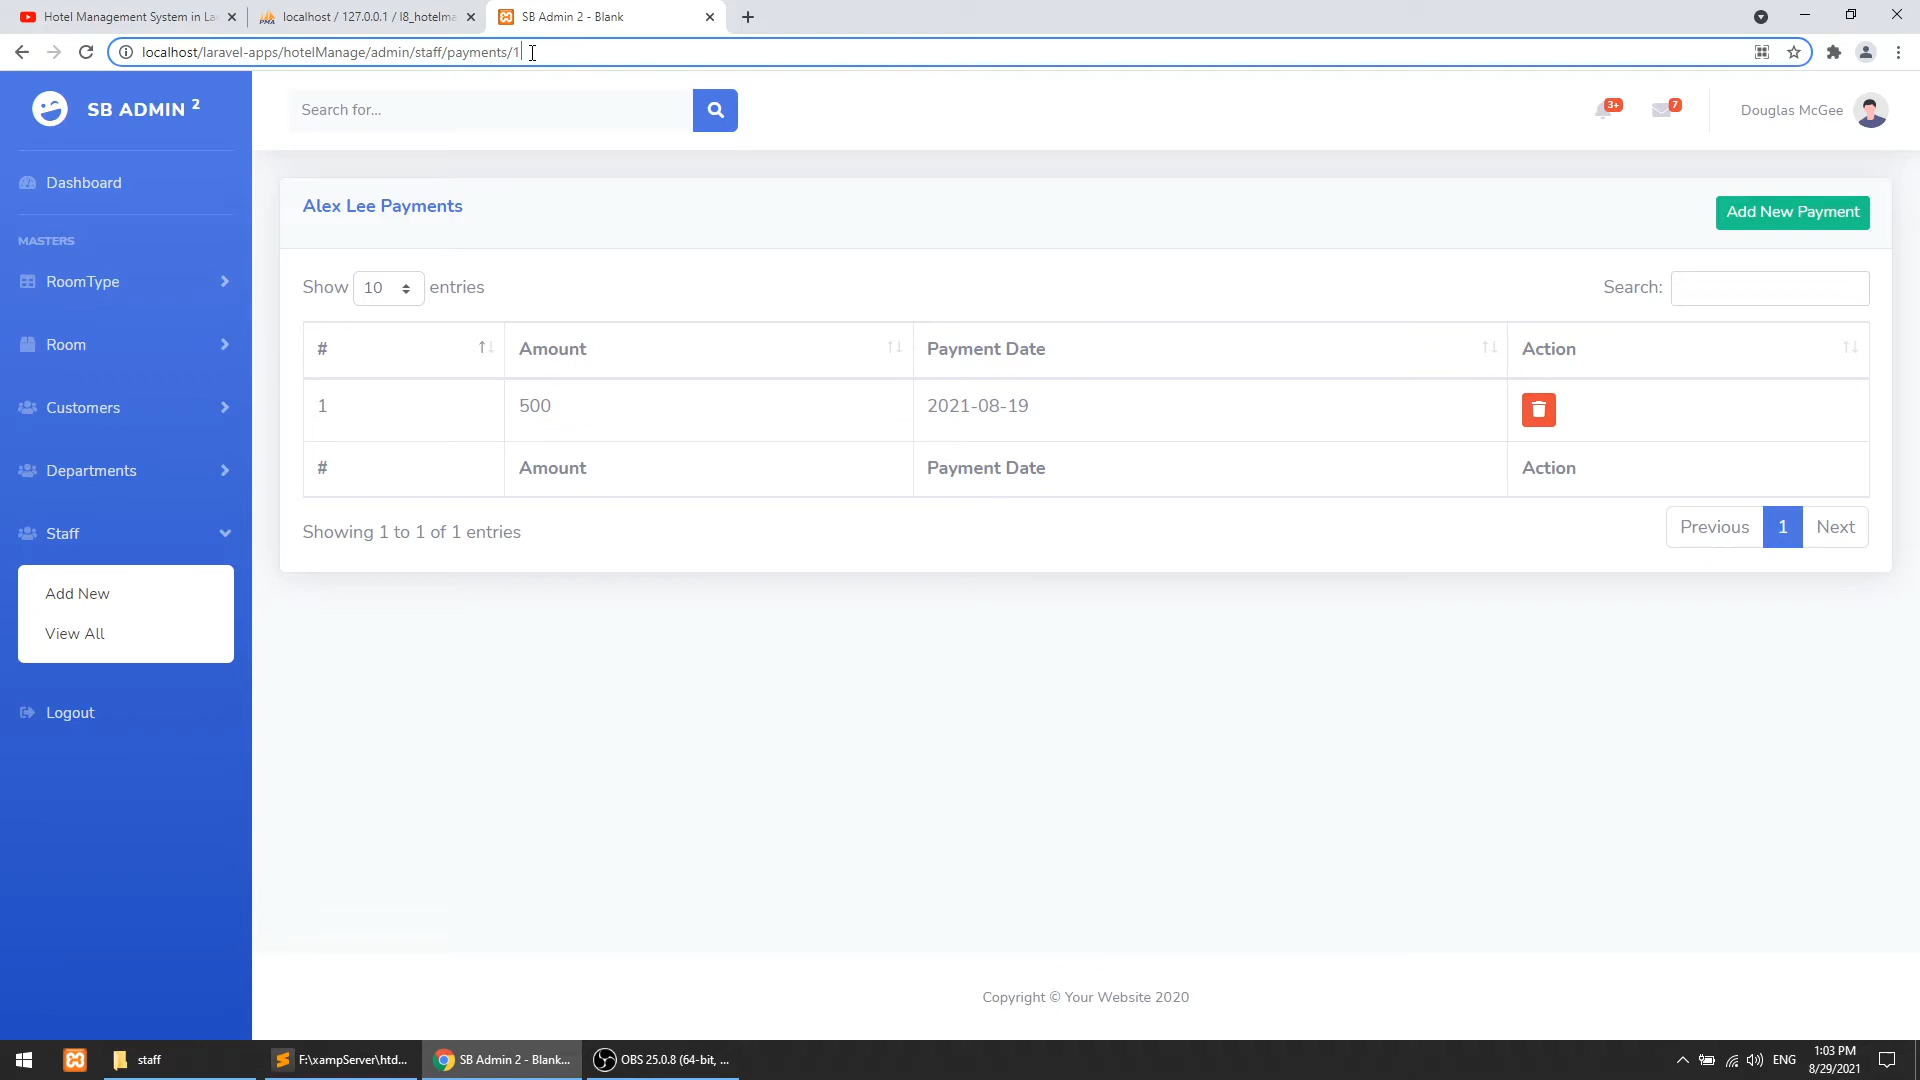 Hotel Management System in La
localhost / 127.0.0.1 / l8_hotelma
SB Admin 2 - Blank
localhost/laravel-apps/hotelManage/admin/staff/payments/1
SB ADMIN 2
Search for...
3+
7
Douglas McGee
Dashboard
MASTERS
RoomType
Room
Customers
Departments
Staff
Add New
View All
Logout
Alex Lee Payments
Add New Payment
Show 10 entries
Search:
# Amount Payment Date Action
1 500 2021-08-19
# Amount Payment Date Action
Showing 1 to 1 of 1 entries
Previous 1 Next
Copyright © Your Website 2020
staff
F:\xampServer\htd...
SB Admin 2 - Blank...
OBS 25.0.8 (64-bit, ...
ENG
1:03 PM
8/29/2021